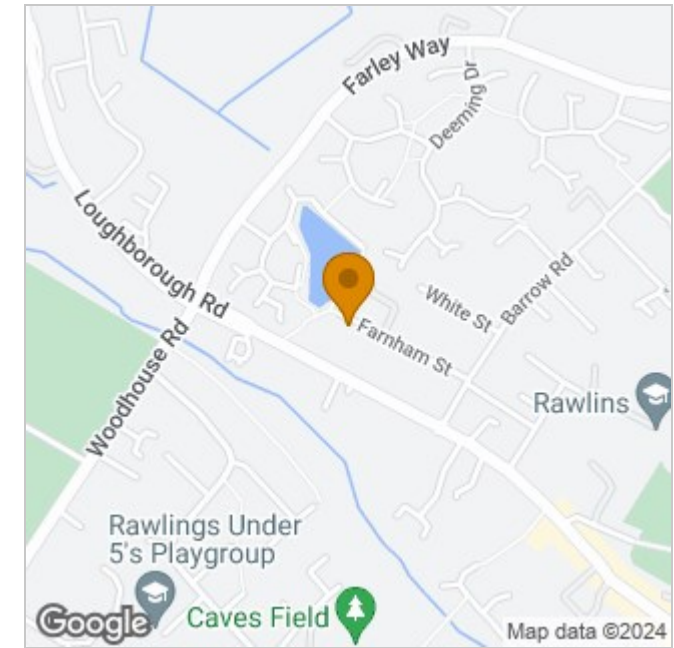 Farley Way
Deeming Dr
Loughborough Rd
White St
Barrow Rd
Farnham St
Woodhouse Rd
Rawlins
Rawlings Under
5's Playgroup
Caves Field
Google
Map data ©2024